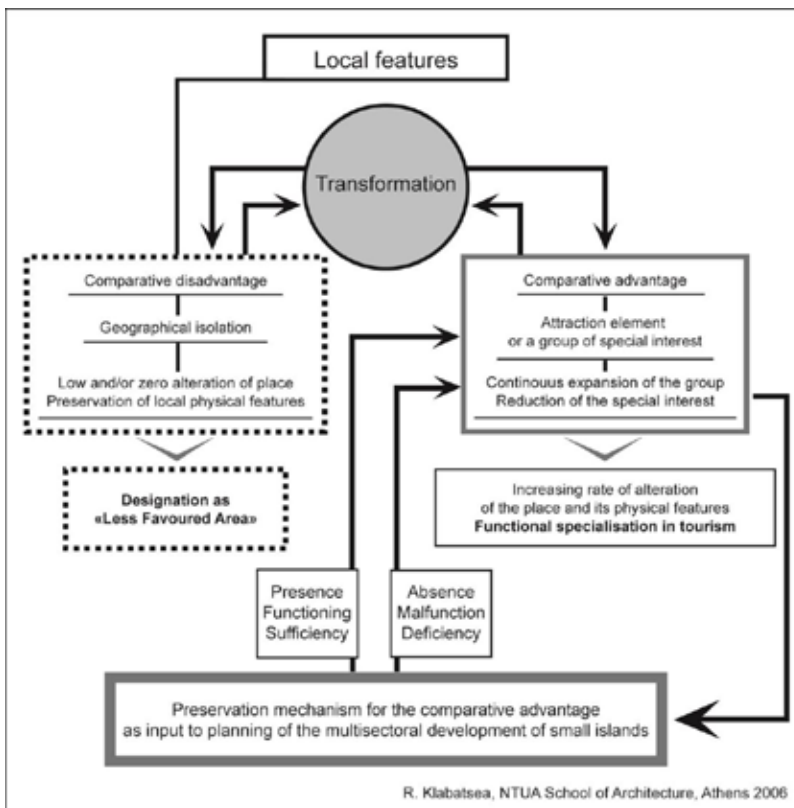 Local features
Transformation
Comparative disadvantage
Geographical isolation
Low and/or zero alteration of place
Preservation of local physical features
Comparative advantage
Attraction element
or a group of special interest
Continuous expansion of the group
Reduction of the special interest
Designation as
«Less Favoured Area»
Increasing rate of alteration
of the place and its physical features
Functional specialisation in tourism
Presence
Functioning
Sufficiency
Absence
Malfunction
Deficiency
Preservation mechanism for the comparative advantage
as input to planning of the multisectoral development of small islands
R. Klabatsea, NTUA School of Architecture, Athens 2006